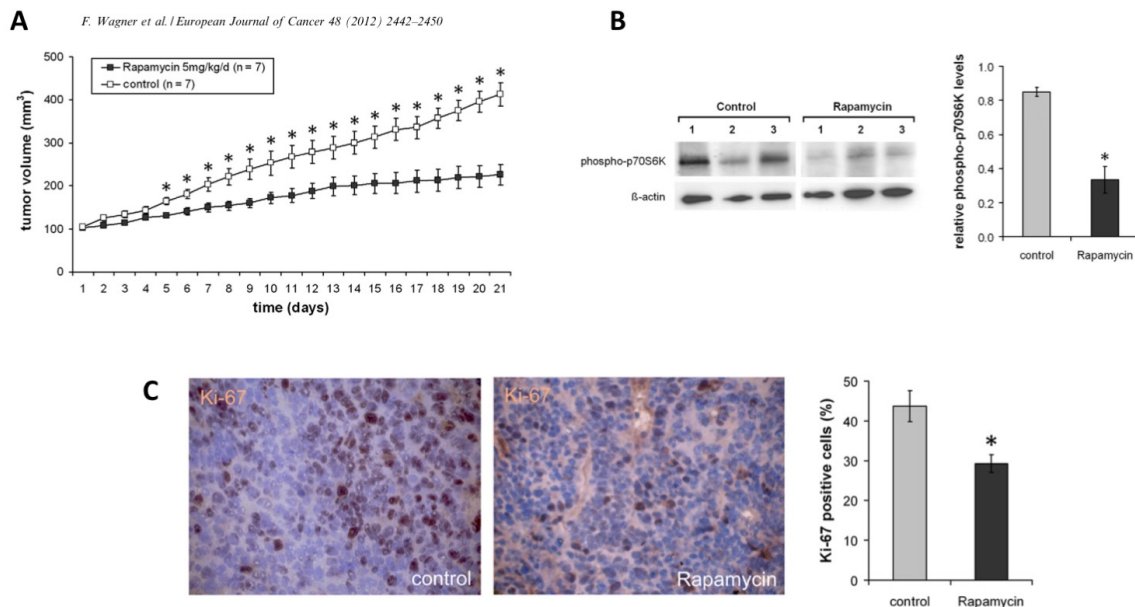 F. Wagner et al. / European Journal of Cancer 48 (2012) 2442–2450
A
tumor volume (mm³)
500
400
300
200
100
0
Rapamycin 5mg/kg/d (n = 7)
control (n = 7)
* * * * * * * * * * * * * * * * *
1 2 3 4 5 6 7 8 9 10 11 12 13 14 15 16 17 18 19 20 21
time (days)
B
Control Rapamycin
1 2 3 1 2 3
phospho-p70S6K
ß-actin
relative phospho-p70S6K levels
1.0
0.8
0.6
0.4
0.2
0.0
*
control Rapamycin
C
Ki-67
control
Ki-67
Rapamycin
Ki-67 positive cells (%)
50
40
30
20
10
0
*
control Rapamycin